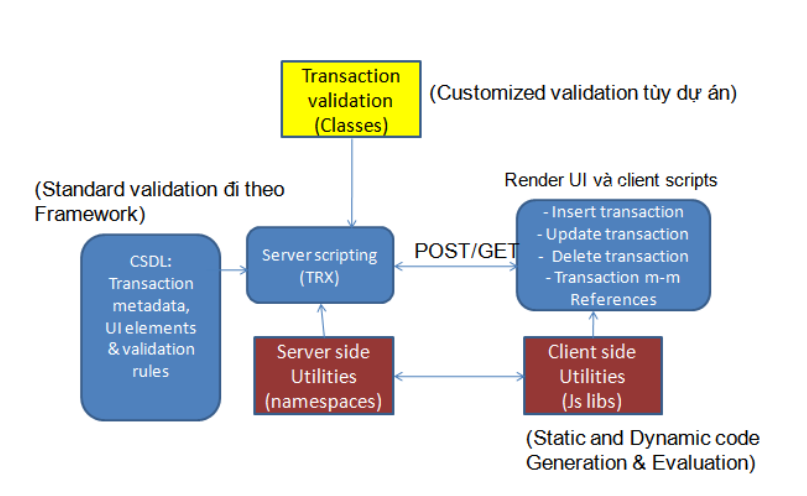 Transaction
validation
(Classes)
(Customized validation tùy dự án)
(Standard validation đi theo
Framework)
Render UI và client scripts
CSDL:
Transaction
metadata,
UI elements
& validation
rules
Server scripting
(TRX)
POST/GET
- Insert transaction
- Update transaction
- Delete transaction
- Transaction m-m
References
Server side
Utilities
(namespaces)
Client side
Utilities
(Js libs)
(Static and Dynamic code
Generation & Evaluation)